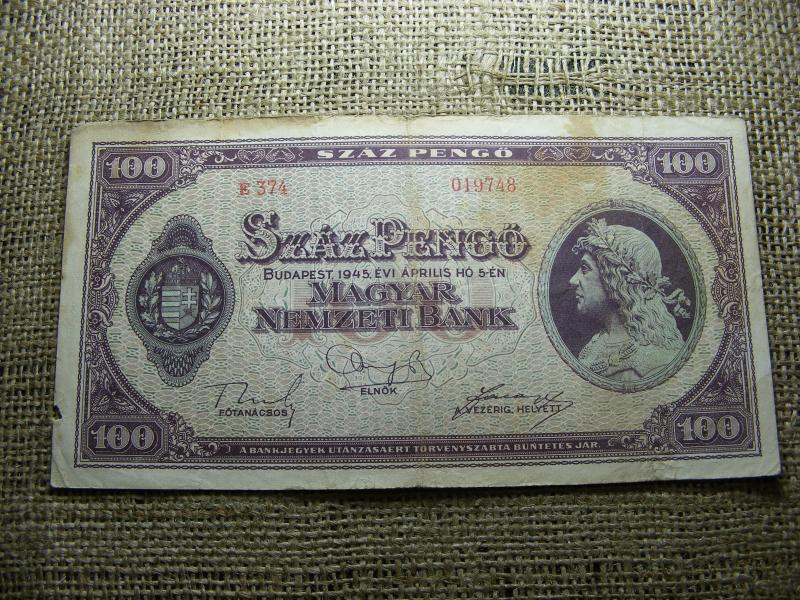 100 SZÁZ PENGŐ 100
E 374 019748
SZÁZ PENGŐ
BUDAPEST 1945. ÉVI ÁPRILIS HÓ 5-ÉN
MAGYAR
NEMZETI BANK
FŐTANÁCSOS ELNÖK A VEZÉRIG. HELYETT
100 A BANKJEGYEK UTÁNZÁSÁÉRT TÖRVÉNYSZABTA BÜNTETÉS JÁR. 100